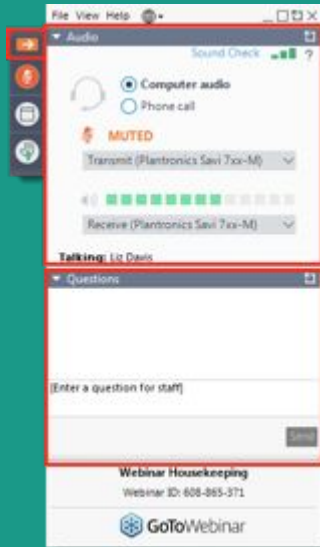 File View Help
Audio
Sound Check ?
Computer audio
Phone call
MUTED
Transmit (Plantronics Savi 7xx-M)
Receive (Plantronics Savi 7xx-M)
Talking: Liz Davis
Questions
[Enter a question for staff]
Send
Webinar Housekeeping
Webinar ID: 608-865-371
GoToWebinar